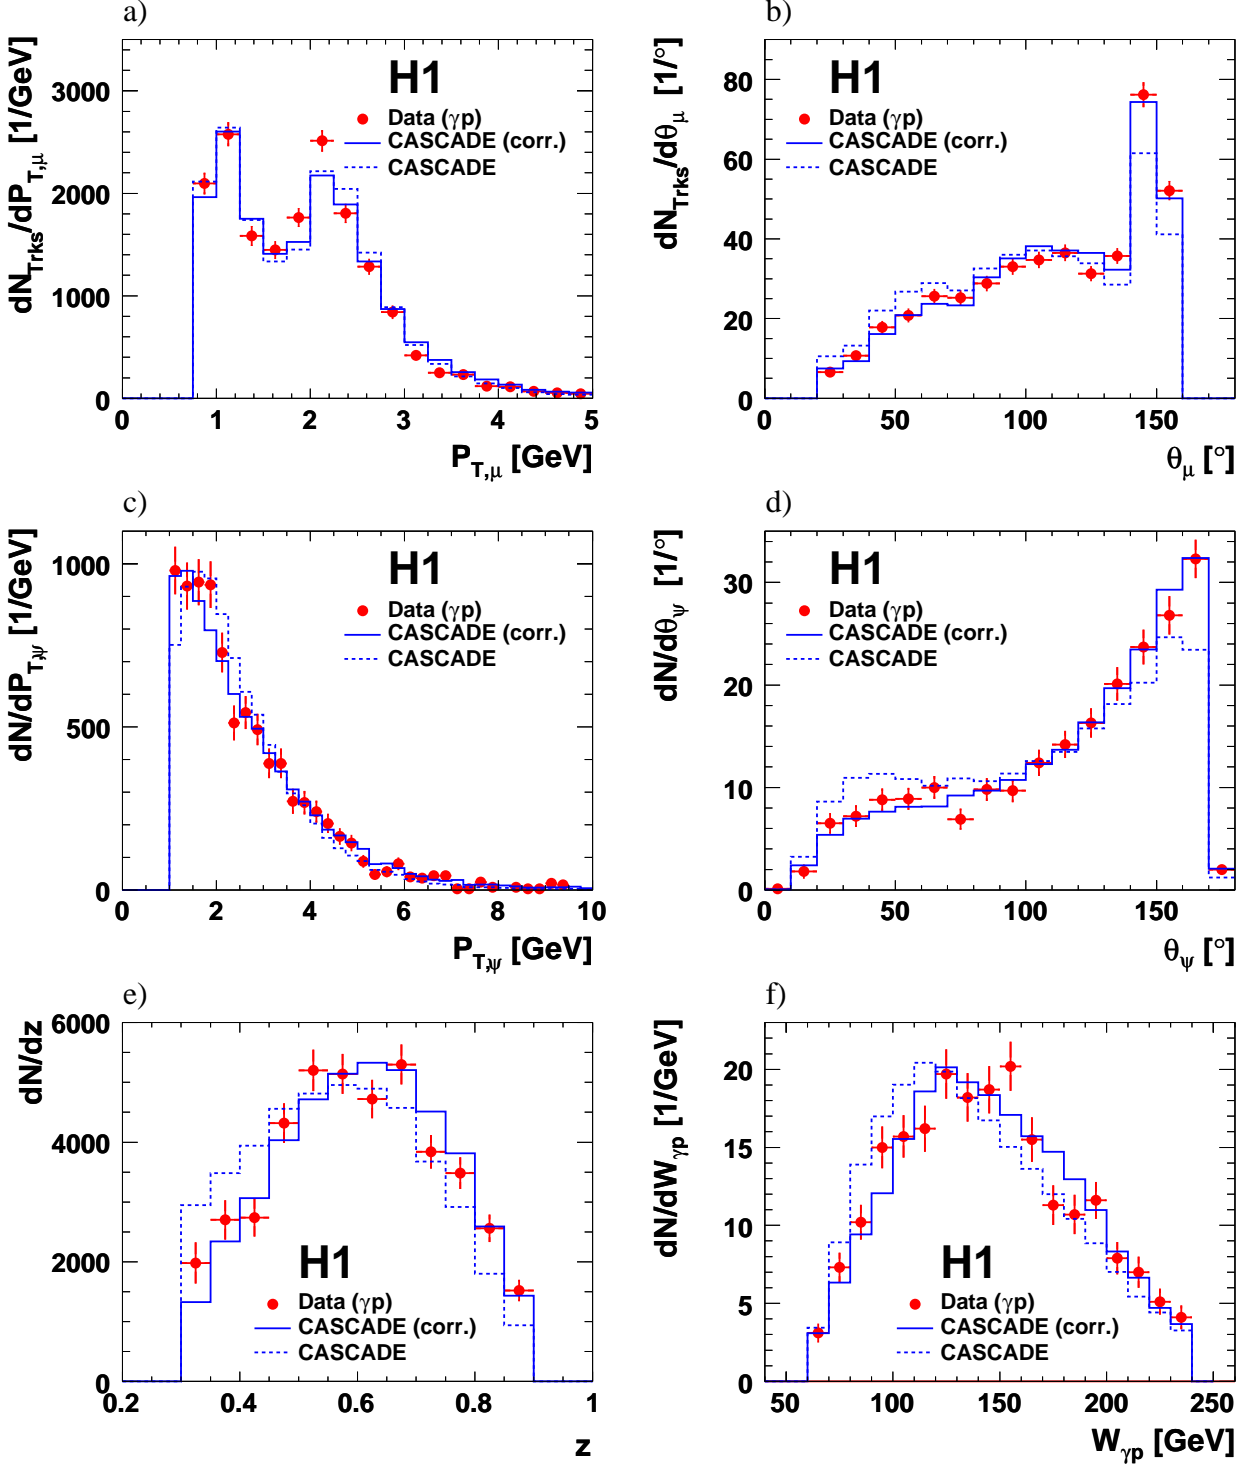 a)
dN_Trks/dP_T,μ [1/GeV]
3000
2000
1000
0
H1
Data (γp)
CASCADE (corr.)
CASCADE
0 1 2 3 4 5
P_T,μ [GeV]
b)
dN_Trks/dθ_μ [1/°]
80
60
40
20
0
H1
Data (γp)
CASCADE (corr.)
CASCADE
0 50 100 150
θ_μ [°]
c)
dN/dP_T,ψ [1/GeV]
1000
500
0
H1
Data (γp)
CASCADE (corr.)
CASCADE
0 2 4 6 8 10
P_T,ψ [GeV]
d)
dN/dθ_ψ [1/°]
30
20
10
0
H1
Data (γp)
CASCADE (corr.)
CASCADE
0 50 100 150
θ_ψ [°]
e)
dN/dz
6000
4000
2000
0
H1
Data (γp)
CASCADE (corr.)
CASCADE
0.2 0.4 0.6 0.8 1
z
f)
dN/dW_γp [1/GeV]
20
15
10
5
0
H1
Data (γp)
CASCADE (corr.)
CASCADE
50 100 150 200 250
W_γp [GeV]